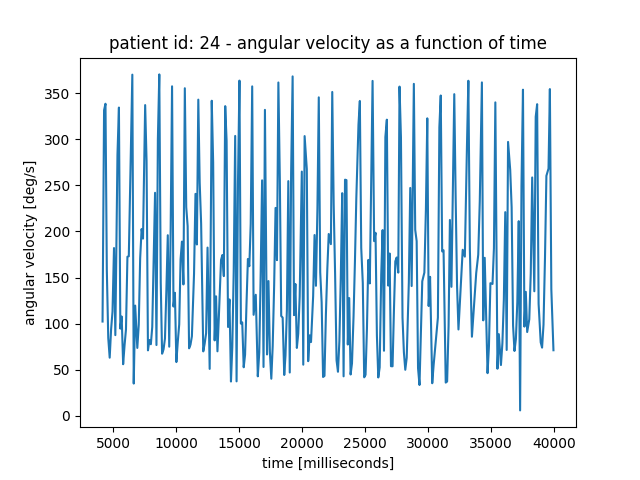 patient id: 24 - angular velocity as a function of time
350
300
250
200
150
100
50
0
angular velocity [deg/s]
5000 10000 15000 20000 25000 30000 35000 40000
time [milliseconds]